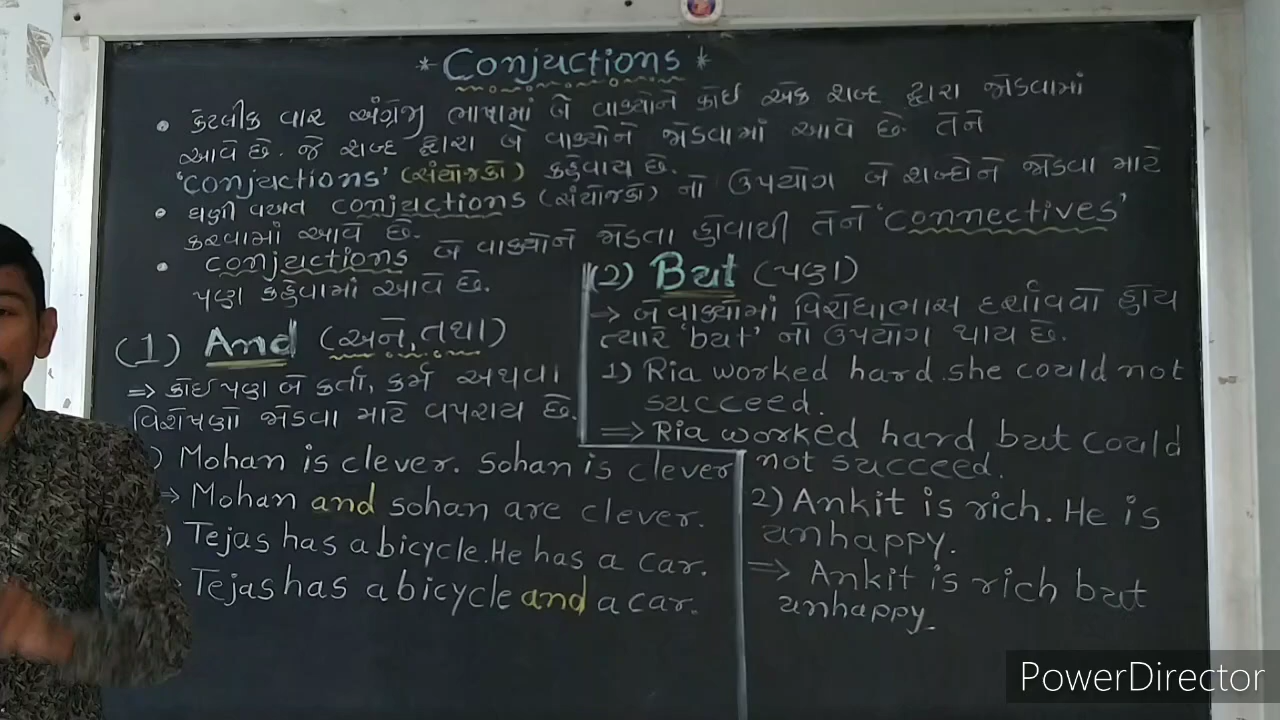 * Conjuctions *
• કેટલીક વાર અંગ્રેજી ભાષામાં બે વાક્યોને કોઈ એક શબ્દ દ્વારા જોડવામાં
આવે છે. જે શબ્દ દ્વારા બે વાક્યોને જોડવામાં આવે છે. તેને
'conjuctions' (સંયોજકો) કહેવાય છે.
• ઘણી વખત conjuctions (સંયોજકો) નો ઉપયોગ બે શબ્દોને જોડવા માટે
કરવામાં આવે છે.
• conjuctions બે વાક્યોને જોડતા હોવાથી તેને 'connectives'
પણ કહેવામાં આવે છે.
(1) And (અને, તથા)
⇒ કોઈપણ બે કર્તા, કર્મ અથવા
વિશેષણો જોડવા માટે વપરાય છે.
) Mohan is clever. Sohan is clever
⇒ Mohan and sohan are clever.
) Tejas has a bicycle. He has a car.
Tejas has a bicycle and a car.
(2) But (પણ)
⇒ બે વાક્યોમાં વિરોધાભાસ દર્શાવવો હોય
ત્યારે 'but' નો ઉપયોગ થાય છે.
1) Ria worked hard. she could not
succeed.
⇒ Ria worked hard but could
not succeed.
2) Ankit is rich. He is
unhappy.
⇒ Ankit is rich but
unhappy.
PowerDirector